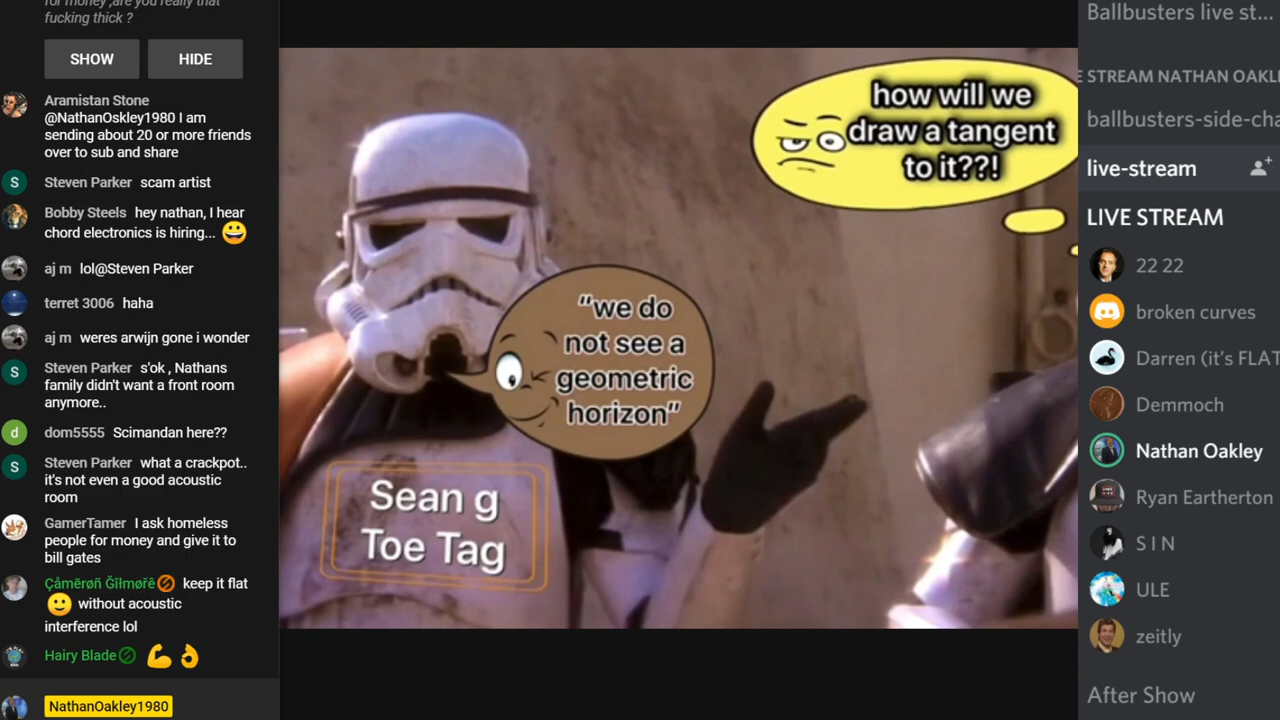 for money ,are you really that
fucking thick ?
SHOW
HIDE
Aramistan Stone
@NathanOskley1980 I am
sending about 20 or more friends
over to sub and share
Steven Parker scam artist
Bobby Steels hey nathan, I hear
chord electronics is hiring... 😀
aj m lol@Steven Parker
terret 3006 haha
aj m weres arwijn gone i wonder
Steven Parker s'ok , Nathans
family didn't want a front room
anymore..
dom5555 Scimandan here??
Steven Parker what a crackpot..
it's not even a good acoustic
room
GamerTamer I ask homeless
people for money and give it to
bill gates
Çâmērøñ Ğîłmøřê keep it flat
🙂 without acoustic
interference lol
Hairy Blade 💪👌
NathanOakley1980
how will we
draw a tangent
to it??!
"we do
not see a
geometric
horizon"
Sean g
Toe Tag
Ballbusters live st...
E STREAM NATHAN OAKL
ballbusters-side-cha
live-stream
LIVE STREAM
22 22
broken curves
Darren (it's FLAT
Demmoch
Nathan Oakley
Ryan Eartherton
S I N
ULE
zeitly
After Show